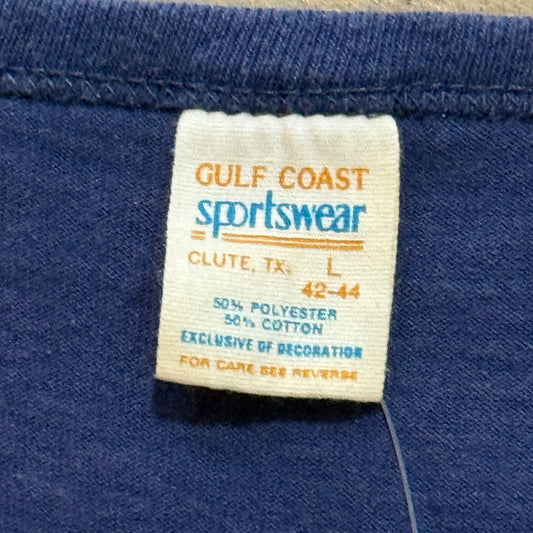 GULF COAST
sportswear
CLUTE, TX. L
42-44
50% POLYESTER
50% COTTON
EXCLUSIVE OF DECORATION
FOR CARE SEE REVERSE